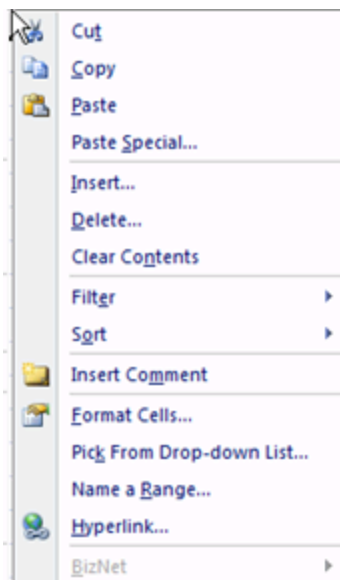 Cut
Copy
Paste
Paste Special...
Insert...
Delete...
Clear Contents
Filter
Sort
Insert Comment
Format Cells...
Pick From Drop-down List...
Name a Range...
Hyperlink...
BizNet